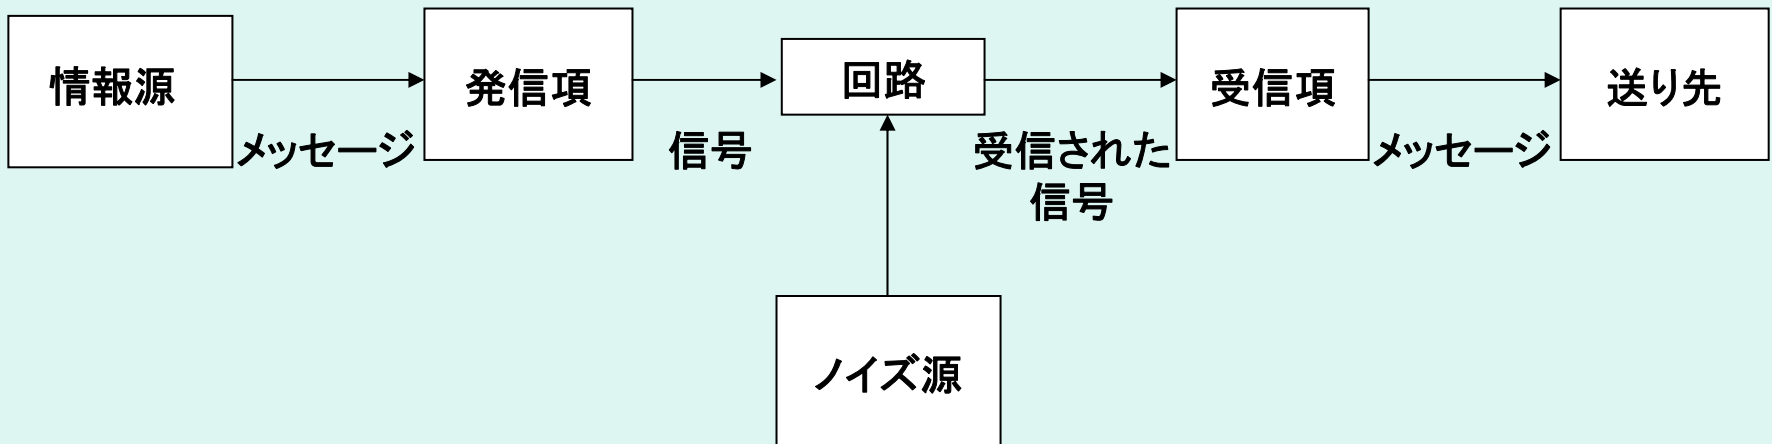 情報源
発信項
回路
受信項
送り先
メッセージ
信号
受信された
信号
メッセージ
ノイズ源